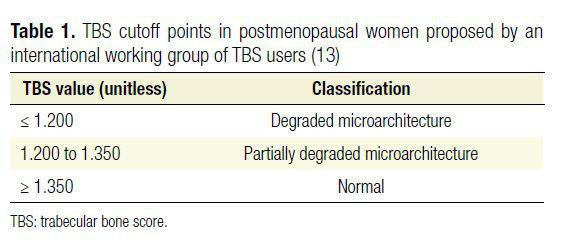 Table 1. TBS cutoff points in postmenopausal women proposed by an
international working group of TBS users (13)
TBS value (unitless) Classification
≤ 1.200 Degraded microarchitecture
1.200 to 1.350 Partially degraded microarchitecture
≥ 1.350 Normal
TBS: trabecular bone score.